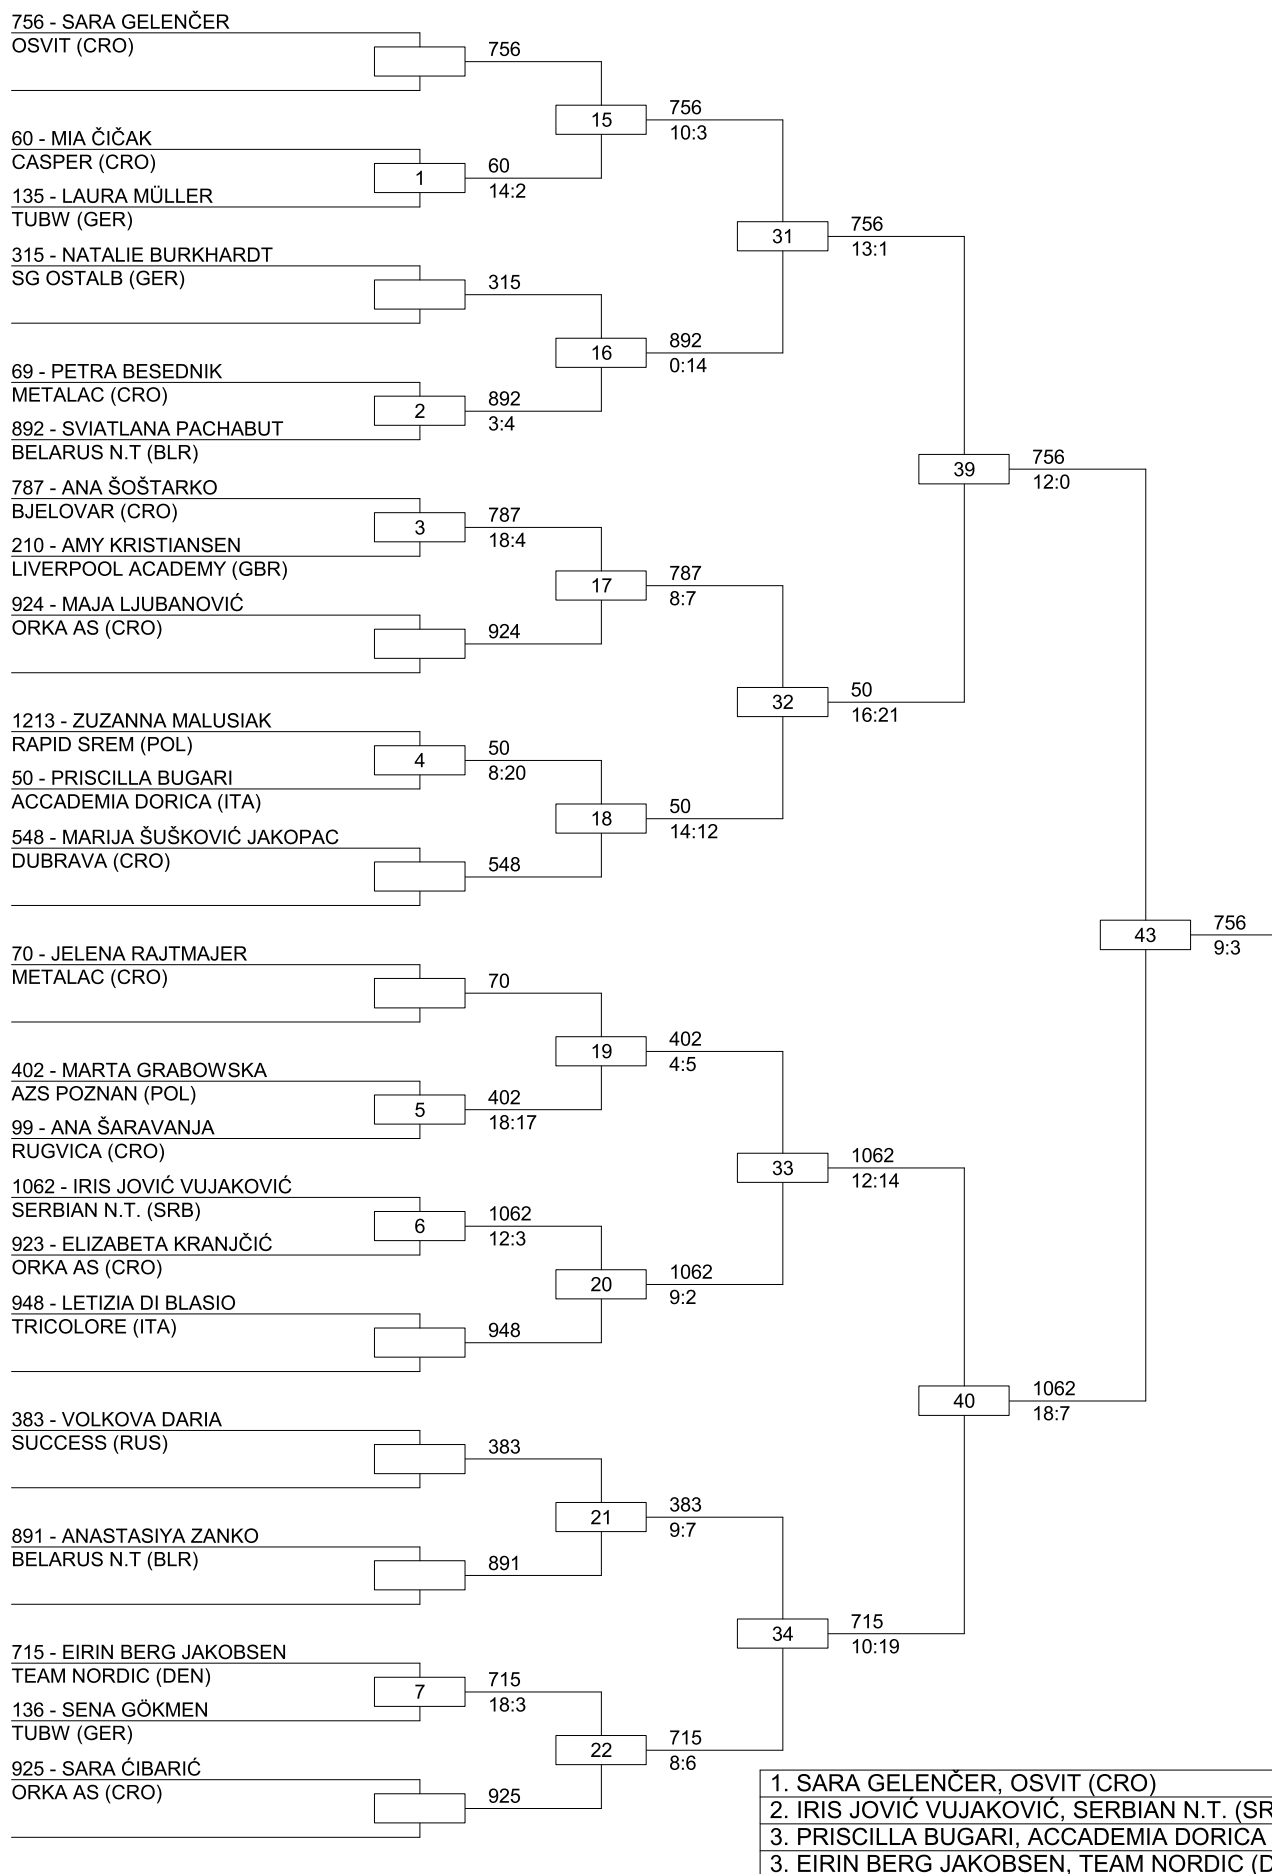 756 - SARA GELENČER
OSVIT (CRO)
756
15
756
10:3
60 - MIA ČIČAK
CASPER (CRO)
1
60
14:2
135 - LAURA MÜLLER
TUBW (GER)
31
756
13:1
315 - NATALIE BURKHARDT
SG OSTALB (GER)
315
16
892
0:14
69 - PETRA BESEDNIK
METALAC (CRO)
2
892
3:4
892 - SVIATLANA PACHABUT
BELARUS N.T (BLR)
39
756
12:0
787 - ANA ŠOŠTARKO
BJELOVAR (CRO)
3
787
18:4
210 - AMY KRISTIANSEN
LIVERPOOL ACADEMY (GBR)
17
787
8:7
924 - MAJA LJUBANOVIĆ
ORKA AS (CRO)
924
32
50
16:21
1213 - ZUZANNA MALUSIAK
RAPID SREM (POL)
4
50
8:20
50 - PRISCILLA BUGARI
ACCADEMIA DORICA (ITA)
18
50
14:12
548 - MARIJA ŠUŠKOVIĆ JAKOPAC
DUBRAVA (CRO)
548
43
756
9:3
70 - JELENA RAJTMAJER
METALAC (CRO)
70
19
402
4:5
402 - MARTA GRABOWSKA
AZS POZNAN (POL)
5
402
18:17
99 - ANA ŠARAVANJA
RUGVICA (CRO)
33
1062
12:14
1062 - IRIS JOVIĆ VUJAKOVIĆ
SERBIAN N.T. (SRB)
6
1062
12:3
923 - ELIZABETA KRANJČIĆ
ORKA AS (CRO)
20
1062
9:2
948 - LETIZIA DI BLASIO
TRICOLORE (ITA)
948
40
1062
18:7
383 - VOLKOVA DARIA
SUCCESS (RUS)
383
21
383
9:7
891 - ANASTASIYA ZANKO
BELARUS N.T (BLR)
891
34
715
10:19
715 - EIRIN BERG JAKOBSEN
TEAM NORDIC (DEN)
7
715
18:3
136 - SENA GÖKMEN
TUBW (GER)
22
715
8:6
925 - SARA ĆIBARIĆ
ORKA AS (CRO)
925
1. SARA GELENČER, OSVIT (CRO)
2. IRIS JOVIĆ VUJAKOVIĆ, SERBIAN N.T. (SR
3. PRISCILLA BUGARI, ACCADEMIA DORICA
3. EIRIN BERG JAKOBSEN, TEAM NORDIC (D